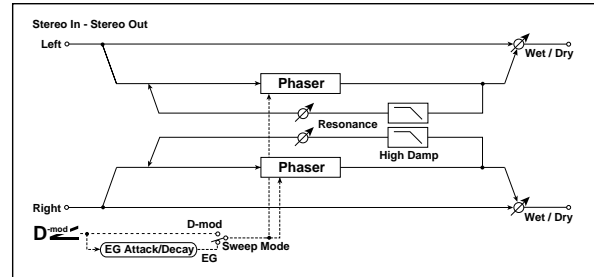 Stereo In - Stereo Out
Left
Wet / Dry
Phaser
Resonance
High Damp
Phaser
Right
Wet / Dry
D-mod
D-mod
EG Attack/Decay
EG
Sweep Mode